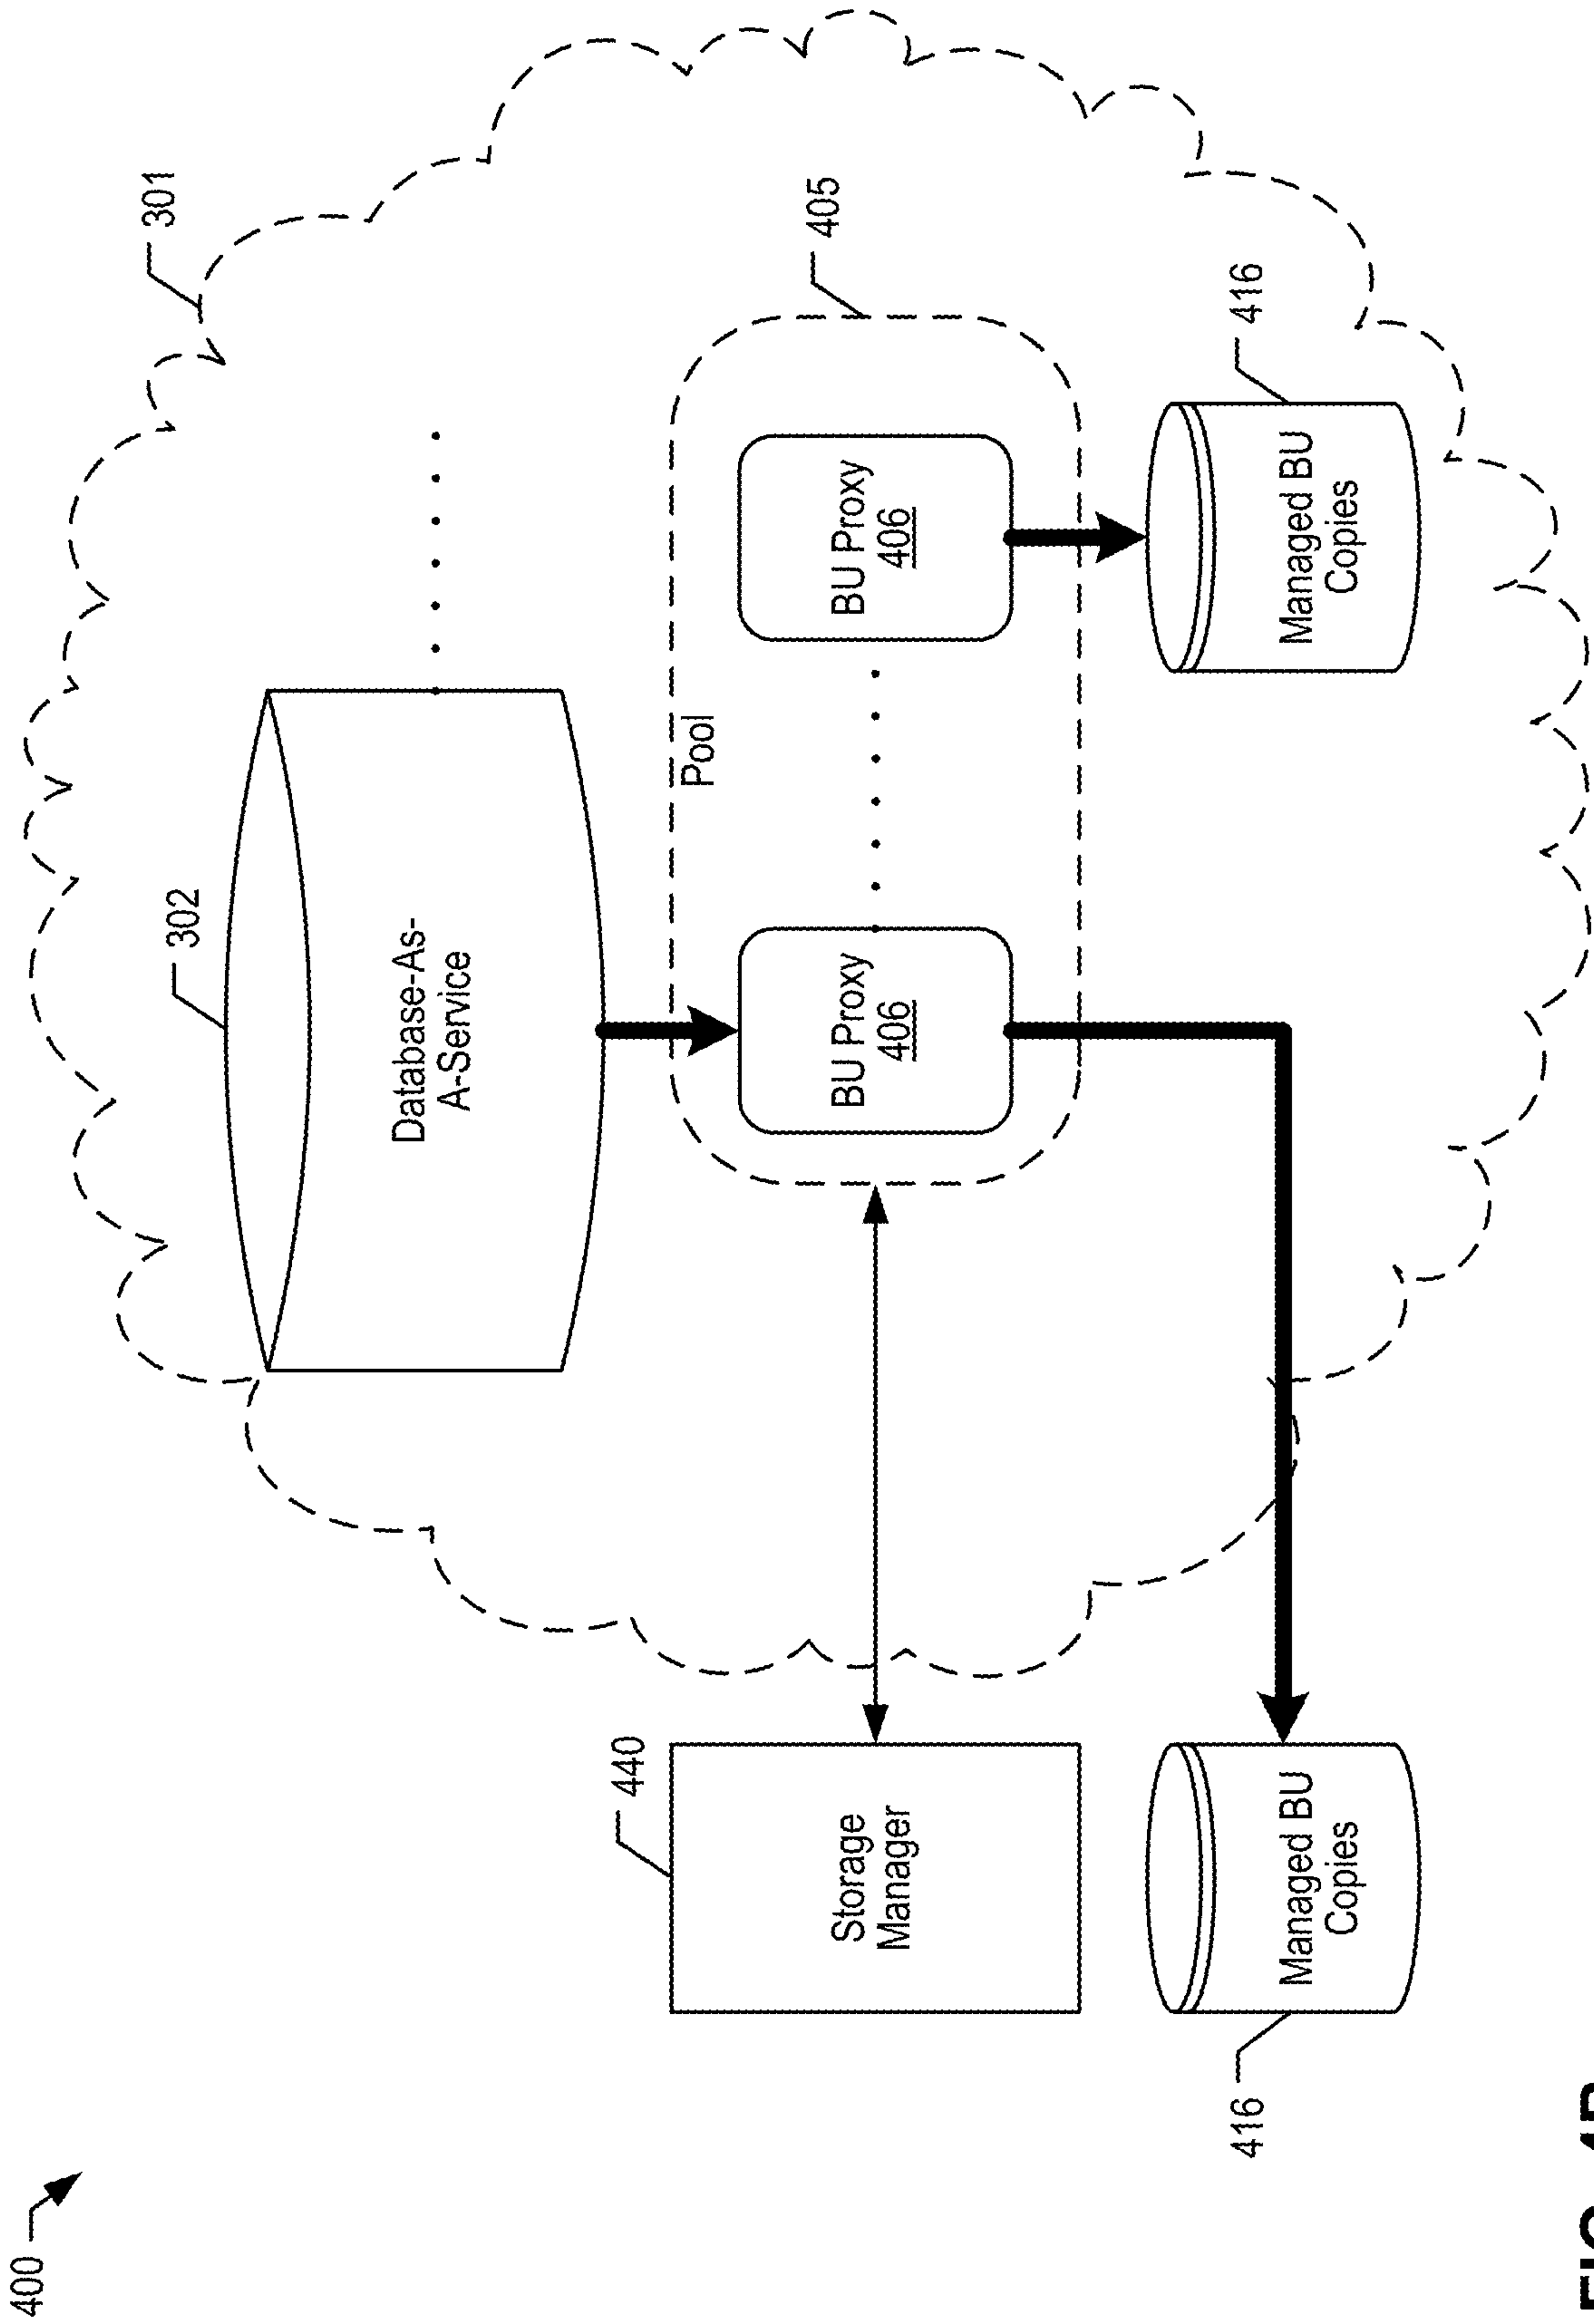 400
301
302
Database-As-
A-Service
440
Pool
405
Storage
Manager
BU Proxy
406
BU Proxy
406
416
416
Managed BU
Copies
Managed BU
Copies
FIG.